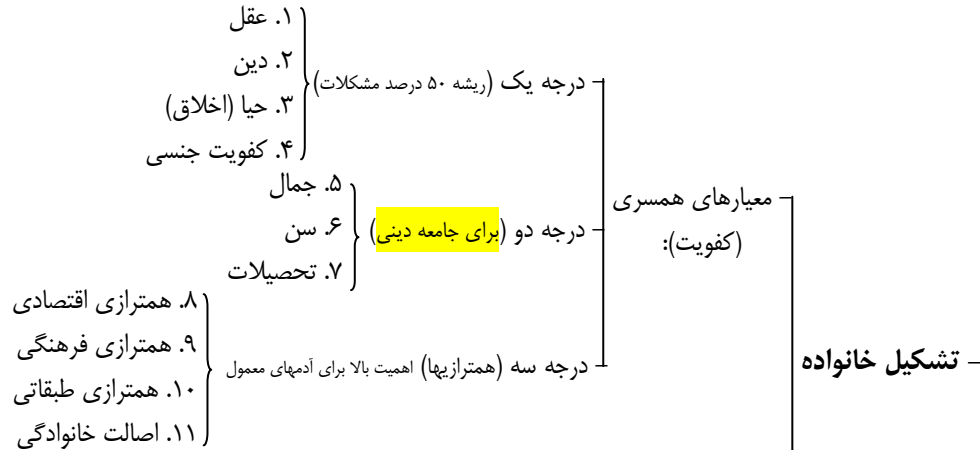 - تشکیل خانواده
- معیارهای همسری
(کفویت):
- درجه یک (ریشه ۵۰ درصد مشکلات)
۱. عقل
۲. دین
۳. حیا (اخلاق)
۴. کفویت جنسی
- درجه دو (برای جامعه دینی)
۵. جمال
۶. سن
۷. تحصیلات
- درجه سه (همترازیها) اهمیت بالا برای آدمهای معمول
۸. همترازی اقتصادی
۹. همترازی فرهنگی
۱۰. همترازی طبقاتی
۱۱. اصالت خانوادگی